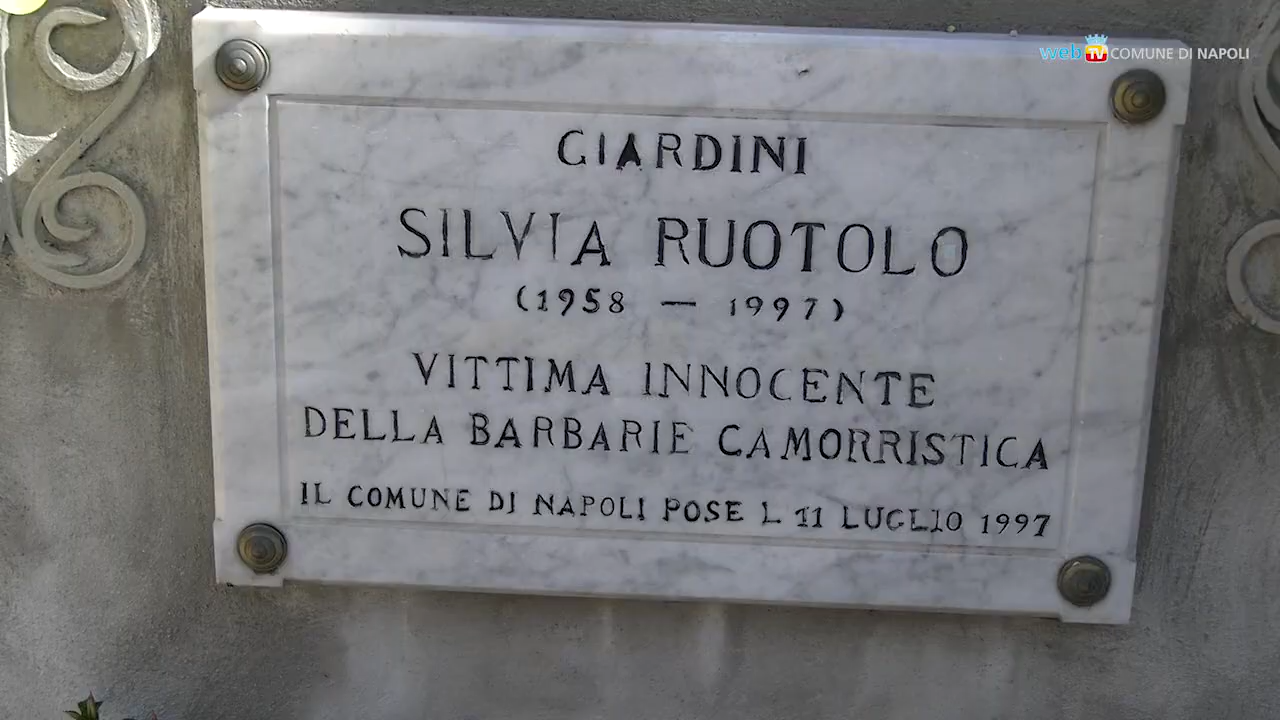 web TV COMUNE DI NAPOLI
GIARDINI
SILVIA RUOTOLO
(1958 — 1997)
VITTIMA INNOCENTE
DELLA BARBARIE CAMORRISTICA
IL COMUNE DI NAPOLI POSE L 11 LUGLIO 1997